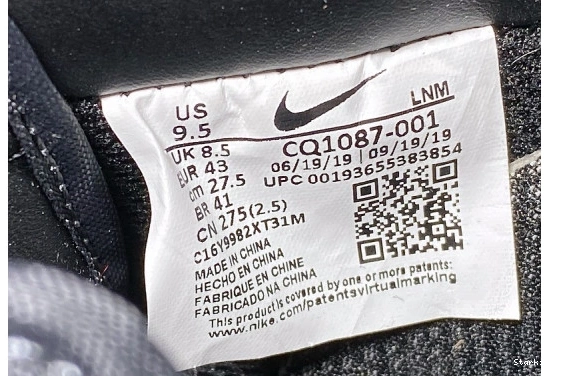 US
9.5
LNM
UK 8.5
CQ1087-001
EUR 43
06/19/19 | 09/19/19
cm 27.5
UPC 00193655383854
BR 41
CN 275(2.5)
C16Y9982XT31M
MADE IN CHINA
HECHO EN CHINA
FABRIQUE EN CHINE
FABRICADO NA CHINA
This product is covered by one or more patents:
www.nike.com/patentsvirtualmarking